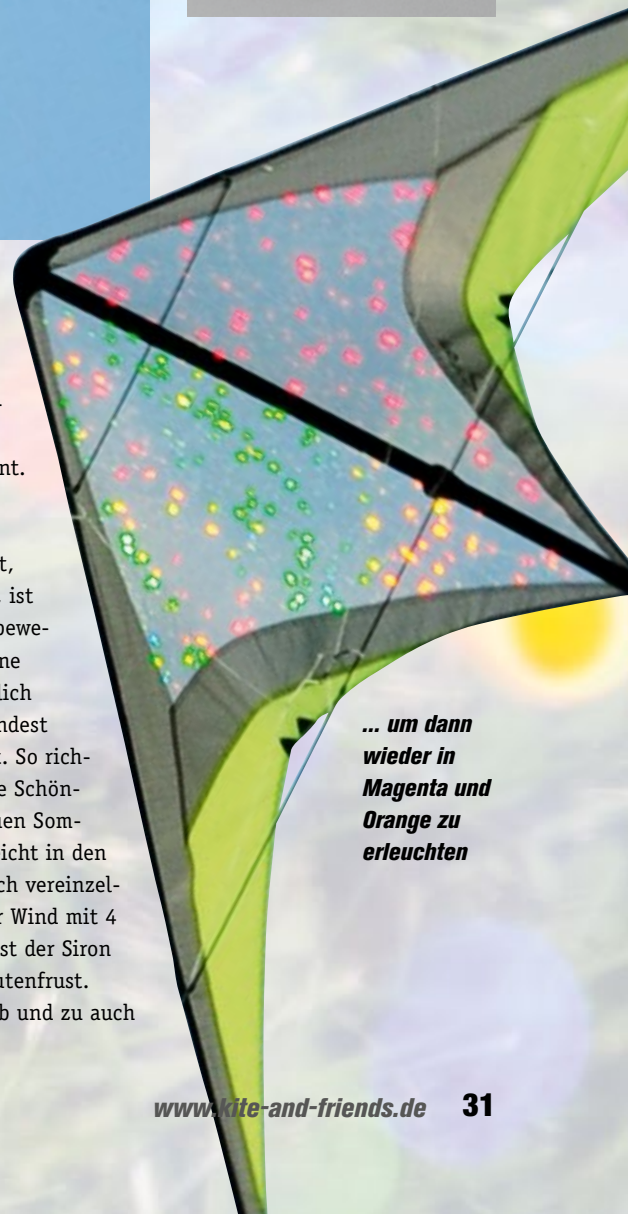 nt.
t,
ist
bewe-
ne
lich
ndest
. So rich-
e Schön-
en Som-
eicht in den
ch vereinzel-
r Wind mit 4
st der Siron
utenfrust.
b und zu auch
... um dann
wieder in
Magenta und
Orange zu
erleuchten
www.kite-and-friends.de 31